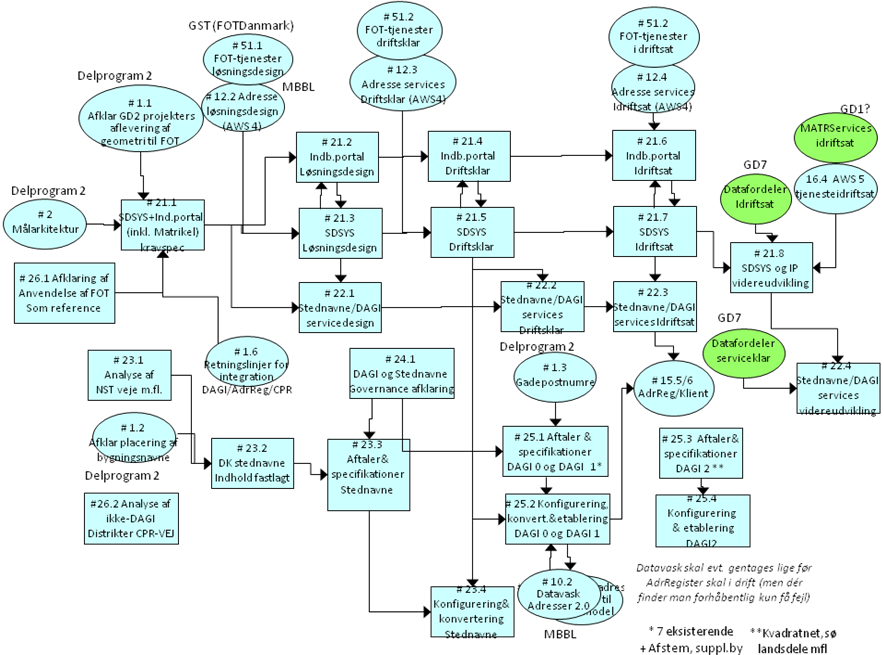 GST (FOTDanmark)
# 51.1
FOT-tjenester
løsningsdesign
MBBL
# 12.2 Adresse
løsningsdesign
(AWS 4)
# 51.2
FOT-tjenester
driftsklar
# 12.3
Adresse services
Driftsklar (AWS4)
# 51.2
FOT-tjenester
i driftsat
# 12.4
Adresse services
Idriftsat (AWS4)
Delprogram 2
# 1.1
Afklar GD2 projekters
aflevering af
geometri til FOT
GD1?
MATRServices
idriftsat
16.4 AWS 5
tjenesteidriftsat
GD7
Datafordeler
Idriftsat
# 21.2
Indb.portal
Løsningsdesign
# 21.4
Indb.portal
Driftsklar
# 21.6
Indb.portal
Idriftsat
Delprogram 2
# 2
Målarkitektur
# 21.1
SDSYS+Ind.portal
(inkl. Matrikel)
kravspec
# 21.3
SDSYS
Løsningsdesign
# 21.5
SDSYS
Driftsklar
# 21.7
SDSYS
Idriftsat
# 21.8
SDSYS og IP
videreudvikling
# 26.1 Afklaring af
Anvendelse af FOT
Som reference
# 22.1
Stednavne/DAGI
servicedesign
# 22.2
Stednavne/DAGI
services
Driftsklar
# 22.3
Stednavne/DAGI
services Idriftsat
GD7
Datafordeler
serviceklar
# 22.4
Stednavne/DAGI
services
videreudvikling
# 1.6
Retningslinjer for
integration
DAGI/AdrReg/CPR
# 23.1
Analyse af
NST veje m.fl.
# 24.1
DAGI og Stednavne
Governance afklaring
Delprogram 2
# 1.3
Gadepostnumre
# 15.5/6
AdrReg/Klient
# 1.2
Afklar placering af
bygningsnavne
Delprogram 2
# 23.2
DK stednavne
Indhold fastlagt
# 23.3
Aftaler&
specifikationer
Stednavne
# 25.1 Aftaler &
specifikationer
DAGI 0 og DAGI 1*
# 25.3 Aftaler&
specifikationer
DAGI 2 **
#26.2 Analyse af
ikke-DAGI
Distrikter CPR-VEJ
# 25.2 Konfigurering,
konvert.&etablering
DAGI 0 og DAGI 1
# 25.4
Konfigurering
& etablering
DAGI2
# 23.4
Konfigurering&
konvertering
Stednavne
# 10.2
Datavask
Adresser 2.0
til
MBBL
Datavask skal evt. gentages lige før
AdrRegister skal i drift (men dér
finder man forhåbentlig kun få fejl)
* 7 eksisterende
+ Afstem, suppl.by
**Kvadratnet, sø
landsdele mfl